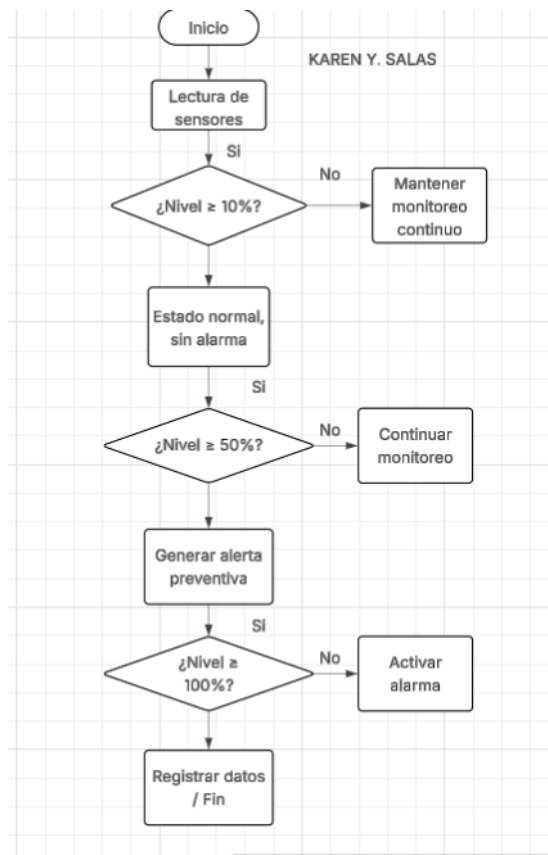 Inicio
KAREN Y. SALAS
Lectura de
sensores
Si
¿Nivel ≥ 10%?
No
Mantener
monitoreo
continuo
Estado normal,
sin alarma
Si
¿Nivel ≥ 50%?
No
Continuar
monitoreo
Generar alerta
preventiva
Si
¿Nivel ≥
100%?
No
Activar
alarma
Registrar datos
/ Fin